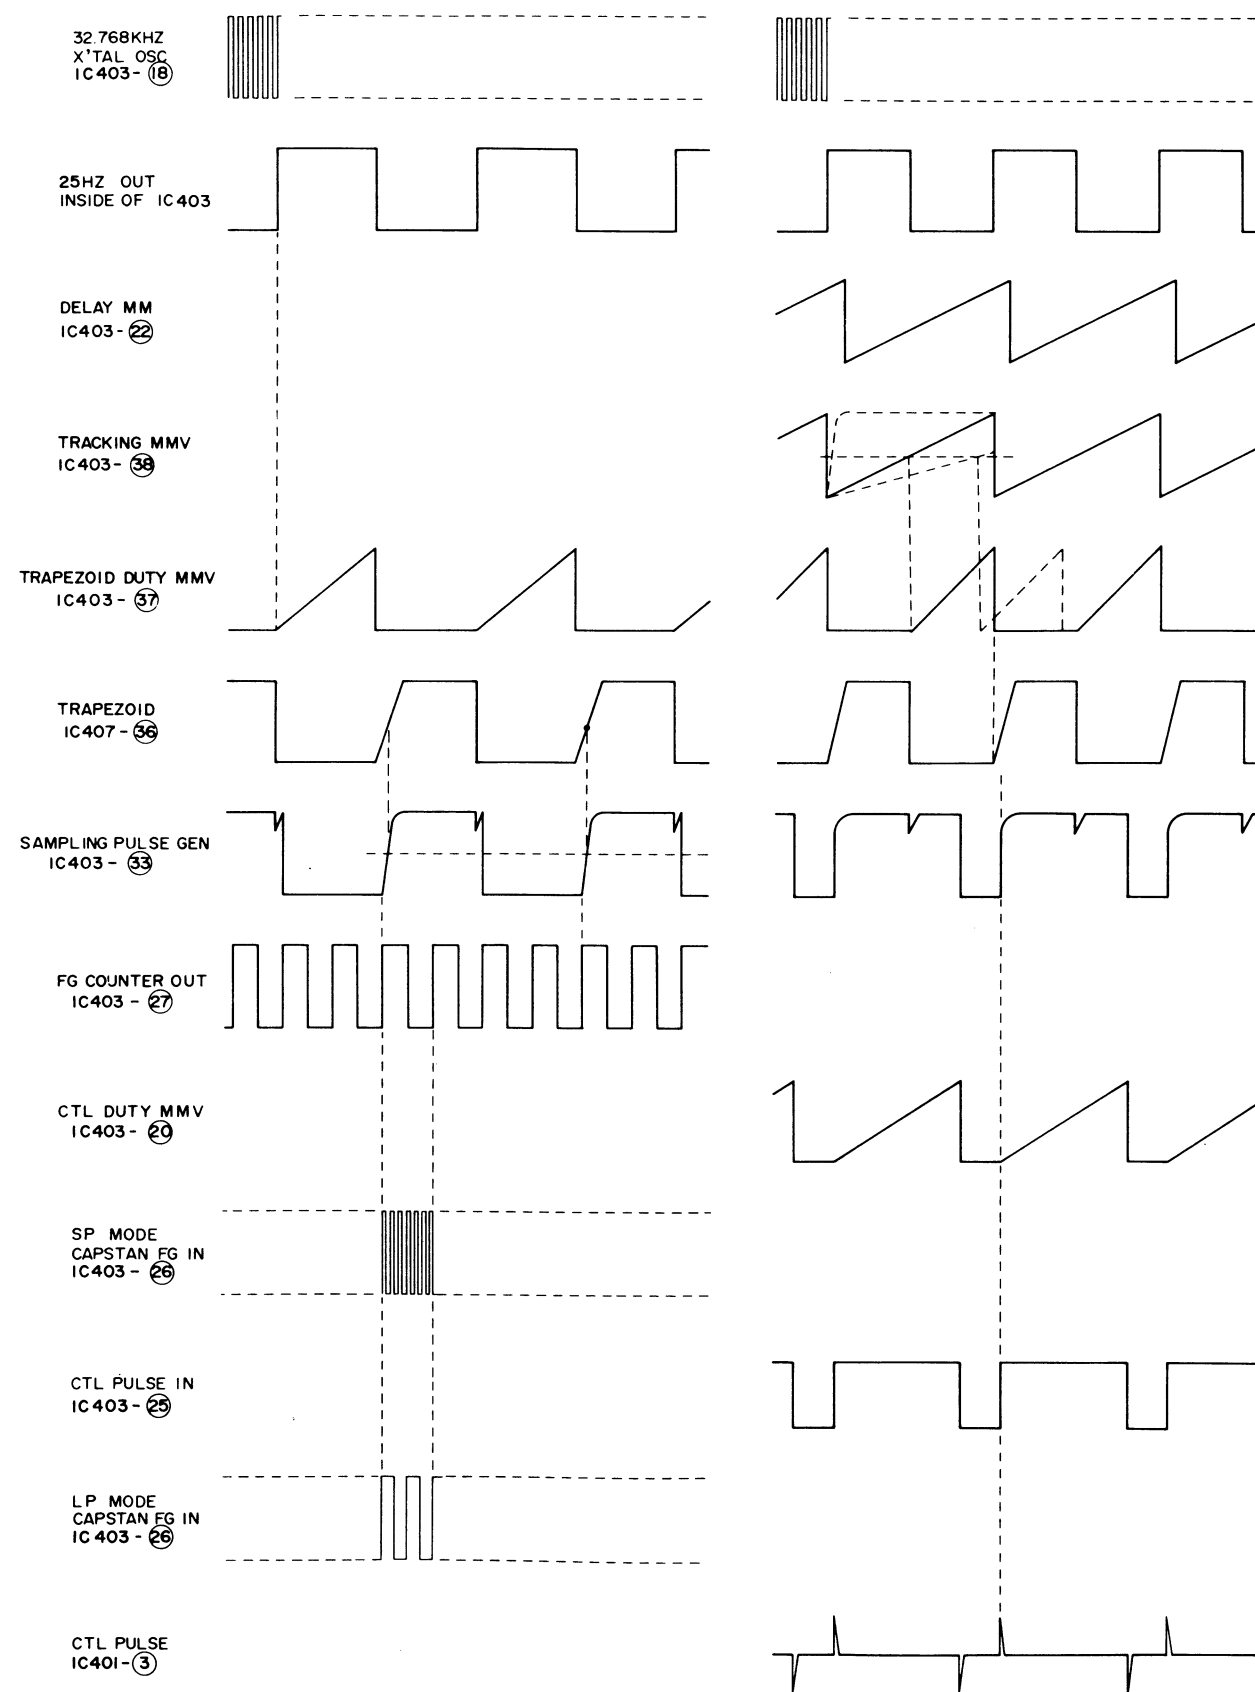 32.768KHZ
X'TAL OSC
IC403-18
25HZ OUT
INSIDE OF IC403
DELAY MM
IC403-22
TRACKING MMV
IC403-38
TRAPEZOID DUTY MMV
IC403-37
TRAPEZOID
IC407-36
SAMPLING PULSE GEN
IC403-33
FG COUNTER OUT
IC403-27
CTL DUTY MMV
IC403-20
SP MODE
CAPSTAN FG IN
IC403-26
CTL PULSE IN
IC403-25
LP MODE
CAPSTAN FG IN
IC403-26
CTL PULSE
IC401-3